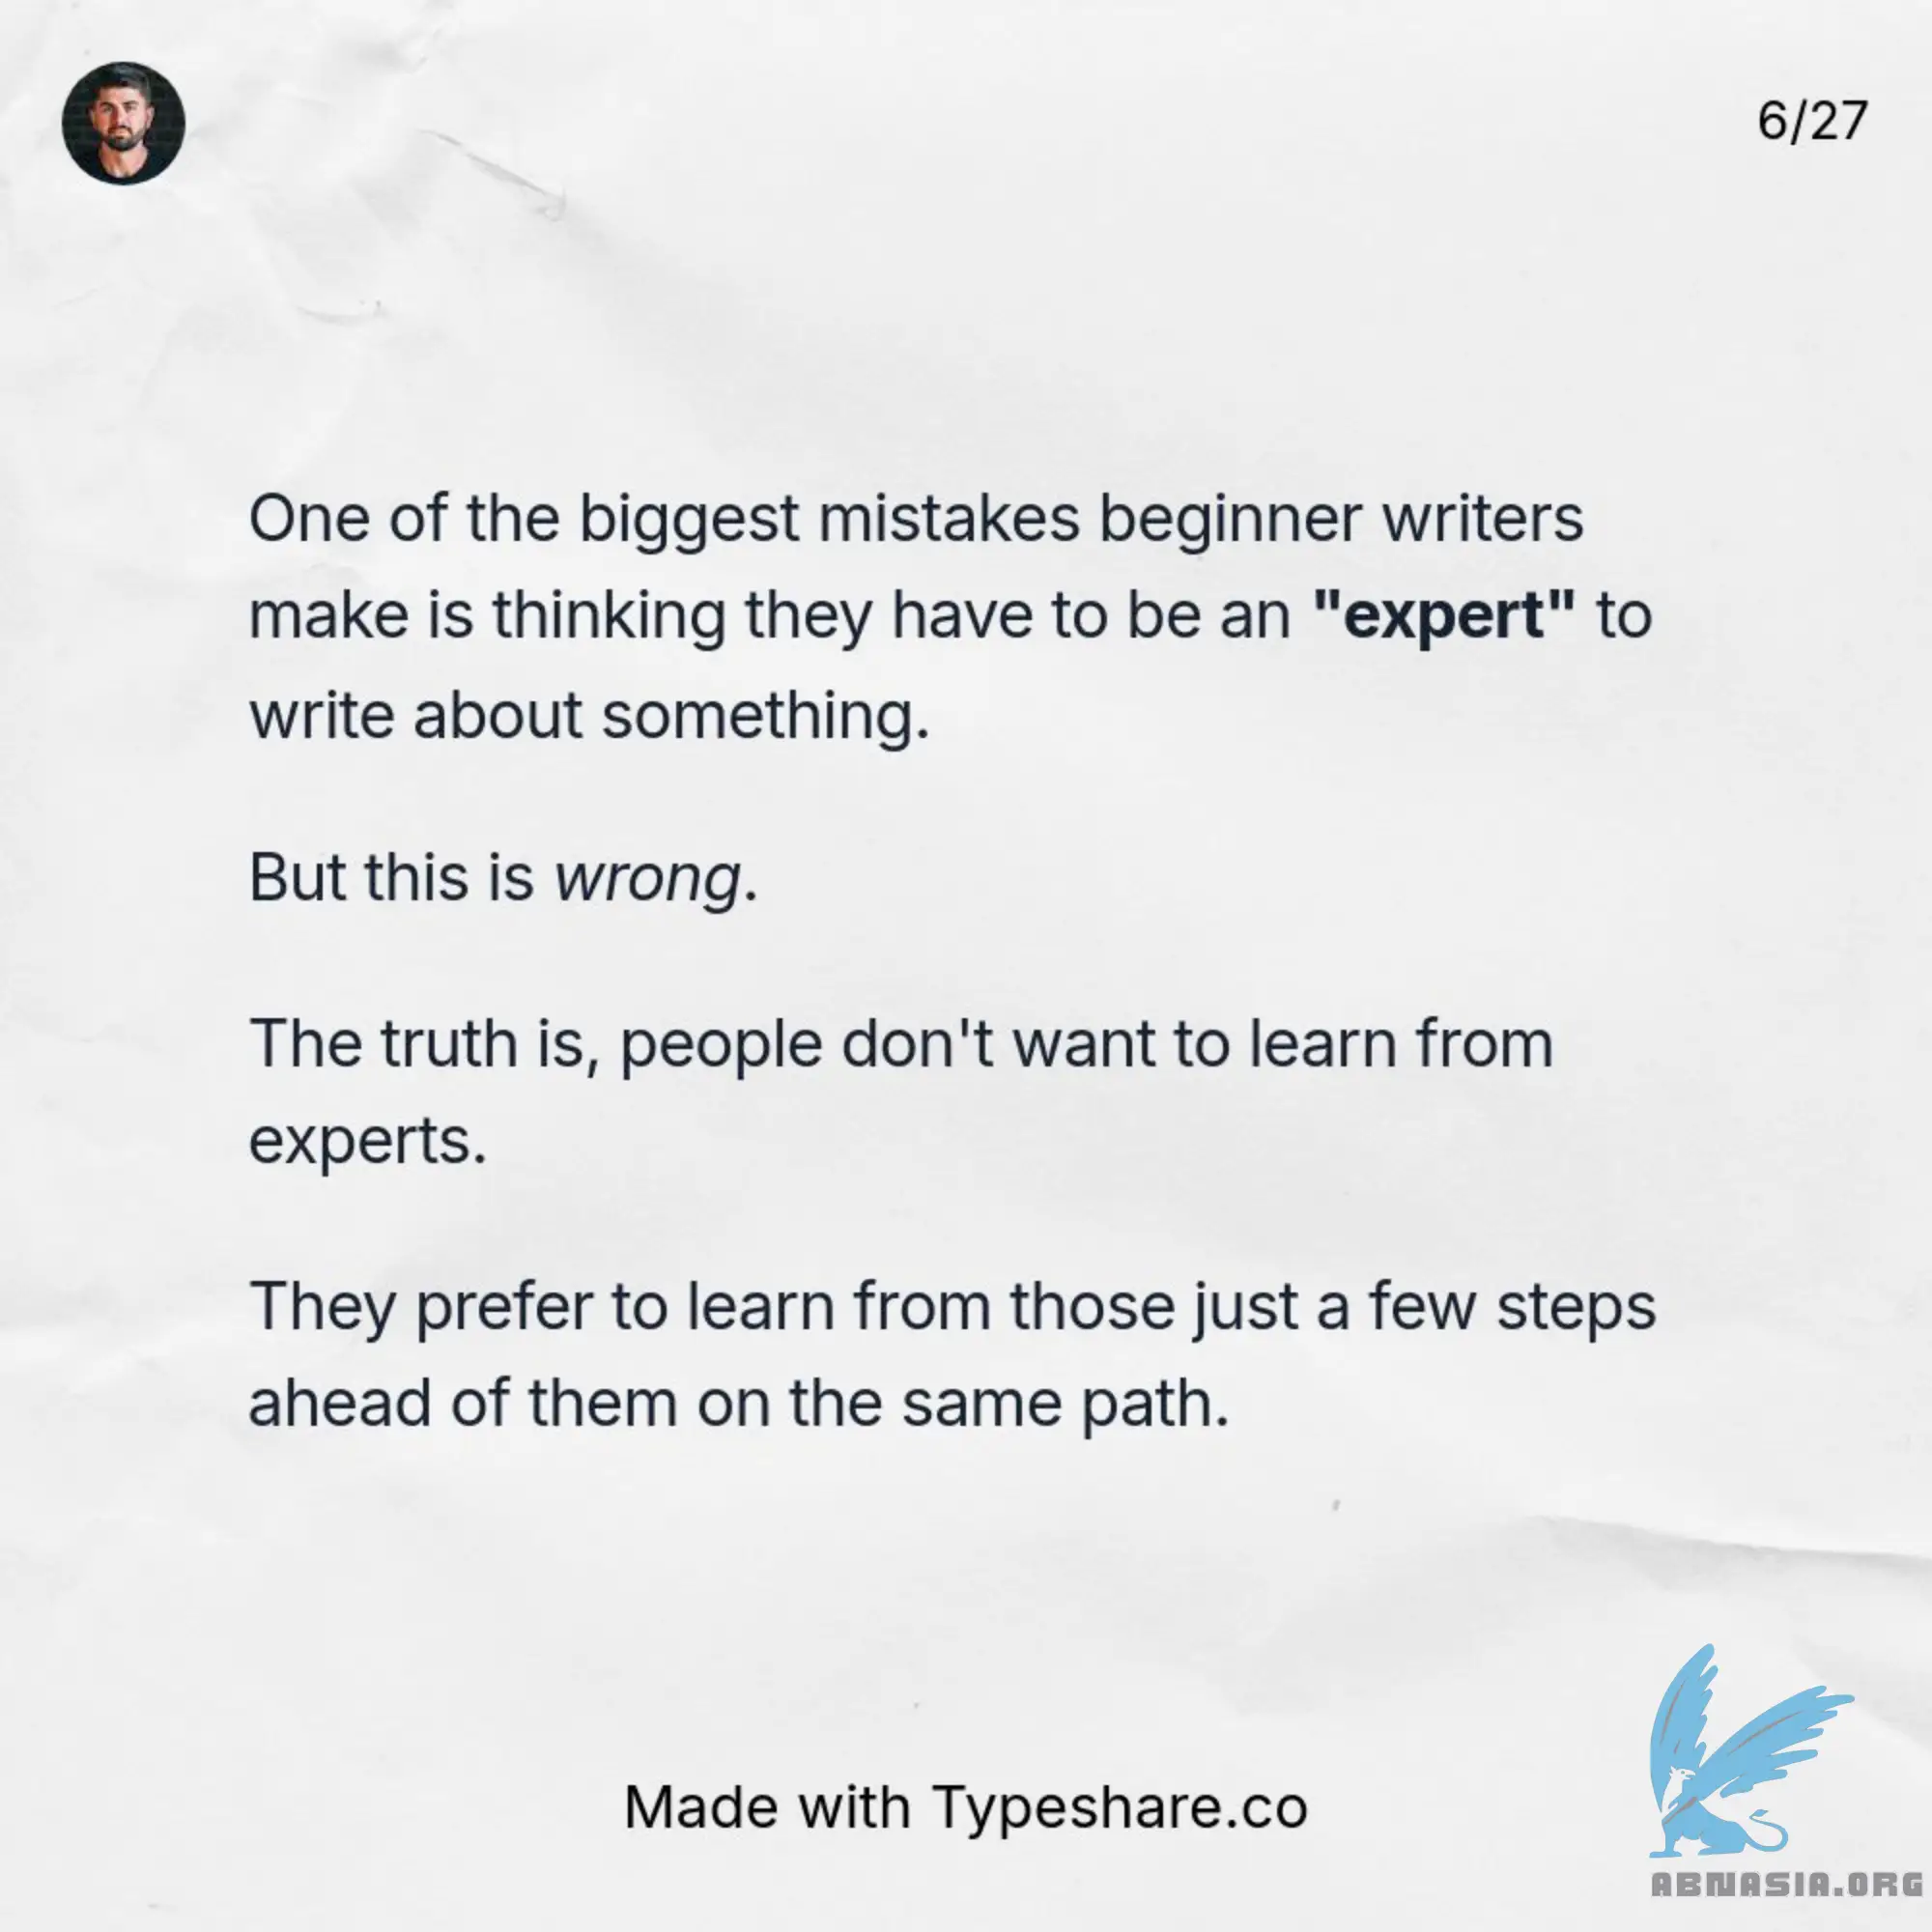 6/27
One of the biggest mistakes beginner writers
make is thinking they have to be an "expert" to
write about something.
But this is wrong.
The truth is, people don't want to learn from
experts.
They prefer to learn from those just a few steps
ahead of them on the same path.
Made with Typeshare.co
ABNASIA.ORG